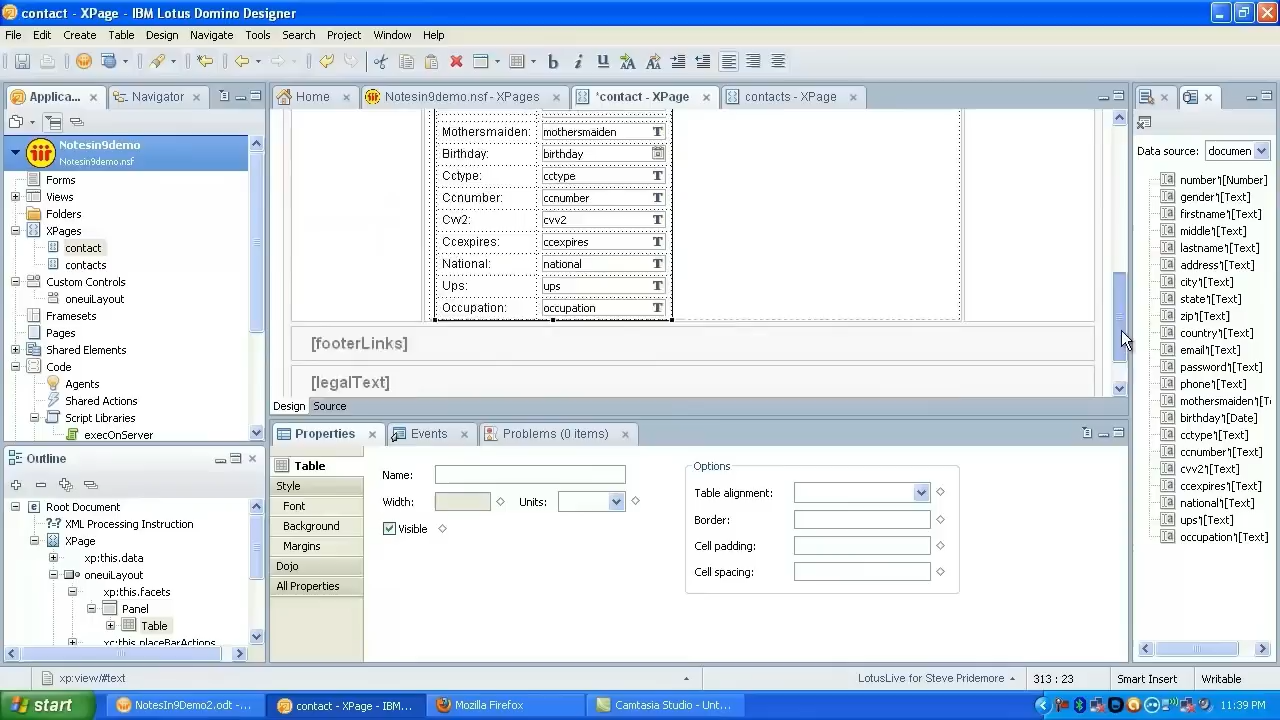 contact - XPage - IBM Lotus Domino Designer
File Edit Create Table Design Navigate Tools Search Project Window Help
b i u
Applica... Navigator
Home Notesin9demo.nsf - XPages *contact - XPage contacts - XPage
Notesin9demo
Notesin9demo.nsf
Forms
Views
Folders
XPages
contact
contacts
Custom Controls
oneuiLayout
Framesets
Pages
Shared Elements
Code
Agents
Shared Actions
Script Libraries
execOnServer
Outline
Root Document
XML Processing Instruction
XPage
xp:this.data
oneuiLayout
xp:this.facets
Panel
Table
xc:this.placeBarActions
Mothersmaiden: mothersmaiden T
Birthday: birthday
Cctype: cctype T
Ccnumber: ccnumber T
Cvv2: cvv2 T
Ccexpires: ccexpires T
National: national T
Ups: ups T
Occupation: occupation T
[footerLinks]
[legalText]
Design Source
Properties Events Problems (0 items)
Table
Style
Font
Background
Margins
Dojo
All Properties
Name:
Width: Units:
Visible
Options
Table alignment:
Border:
Cell padding:
Cell spacing:
Data source: documen
number1[Number]
gender1[Text]
firstname1[Text]
middle1[Text]
lastname1[Text]
address1[Text]
city1[Text]
state1[Text]
zip1[Text]
country1[Text]
email1[Text]
password1[Text]
phone1[Text]
mothersmaiden1[T
birthday1[Date]
cctype1[Text]
ccnumber1[Text]
cvv21[Text]
ccexpires1[Text]
national1[Text]
ups1[Text]
occupation1[Text]
xp:view/#text LotusLive for Steve Pridemore 313 : 23 Smart Insert Writable
start NotesIn9Demo2.odt -... contact - XPage - IBM... Mozilla Firefox Camtasia Studio - Unt... 11:39 PM